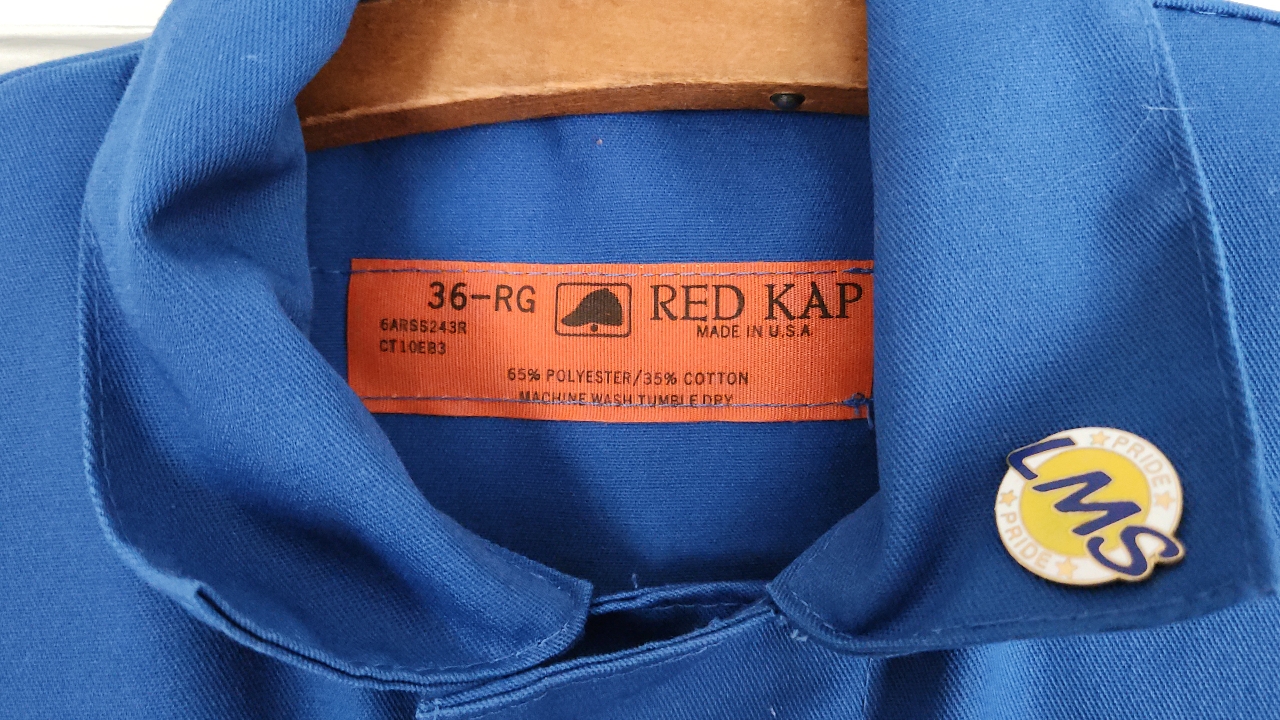 36-RG RED KAP
6ARSS243R MADE IN U.S.A.
CT10EB3
65% POLYESTER/35% COTTON
MACHINE WASH TUMBLE DRY
PRIDE
LMS
PRIDE